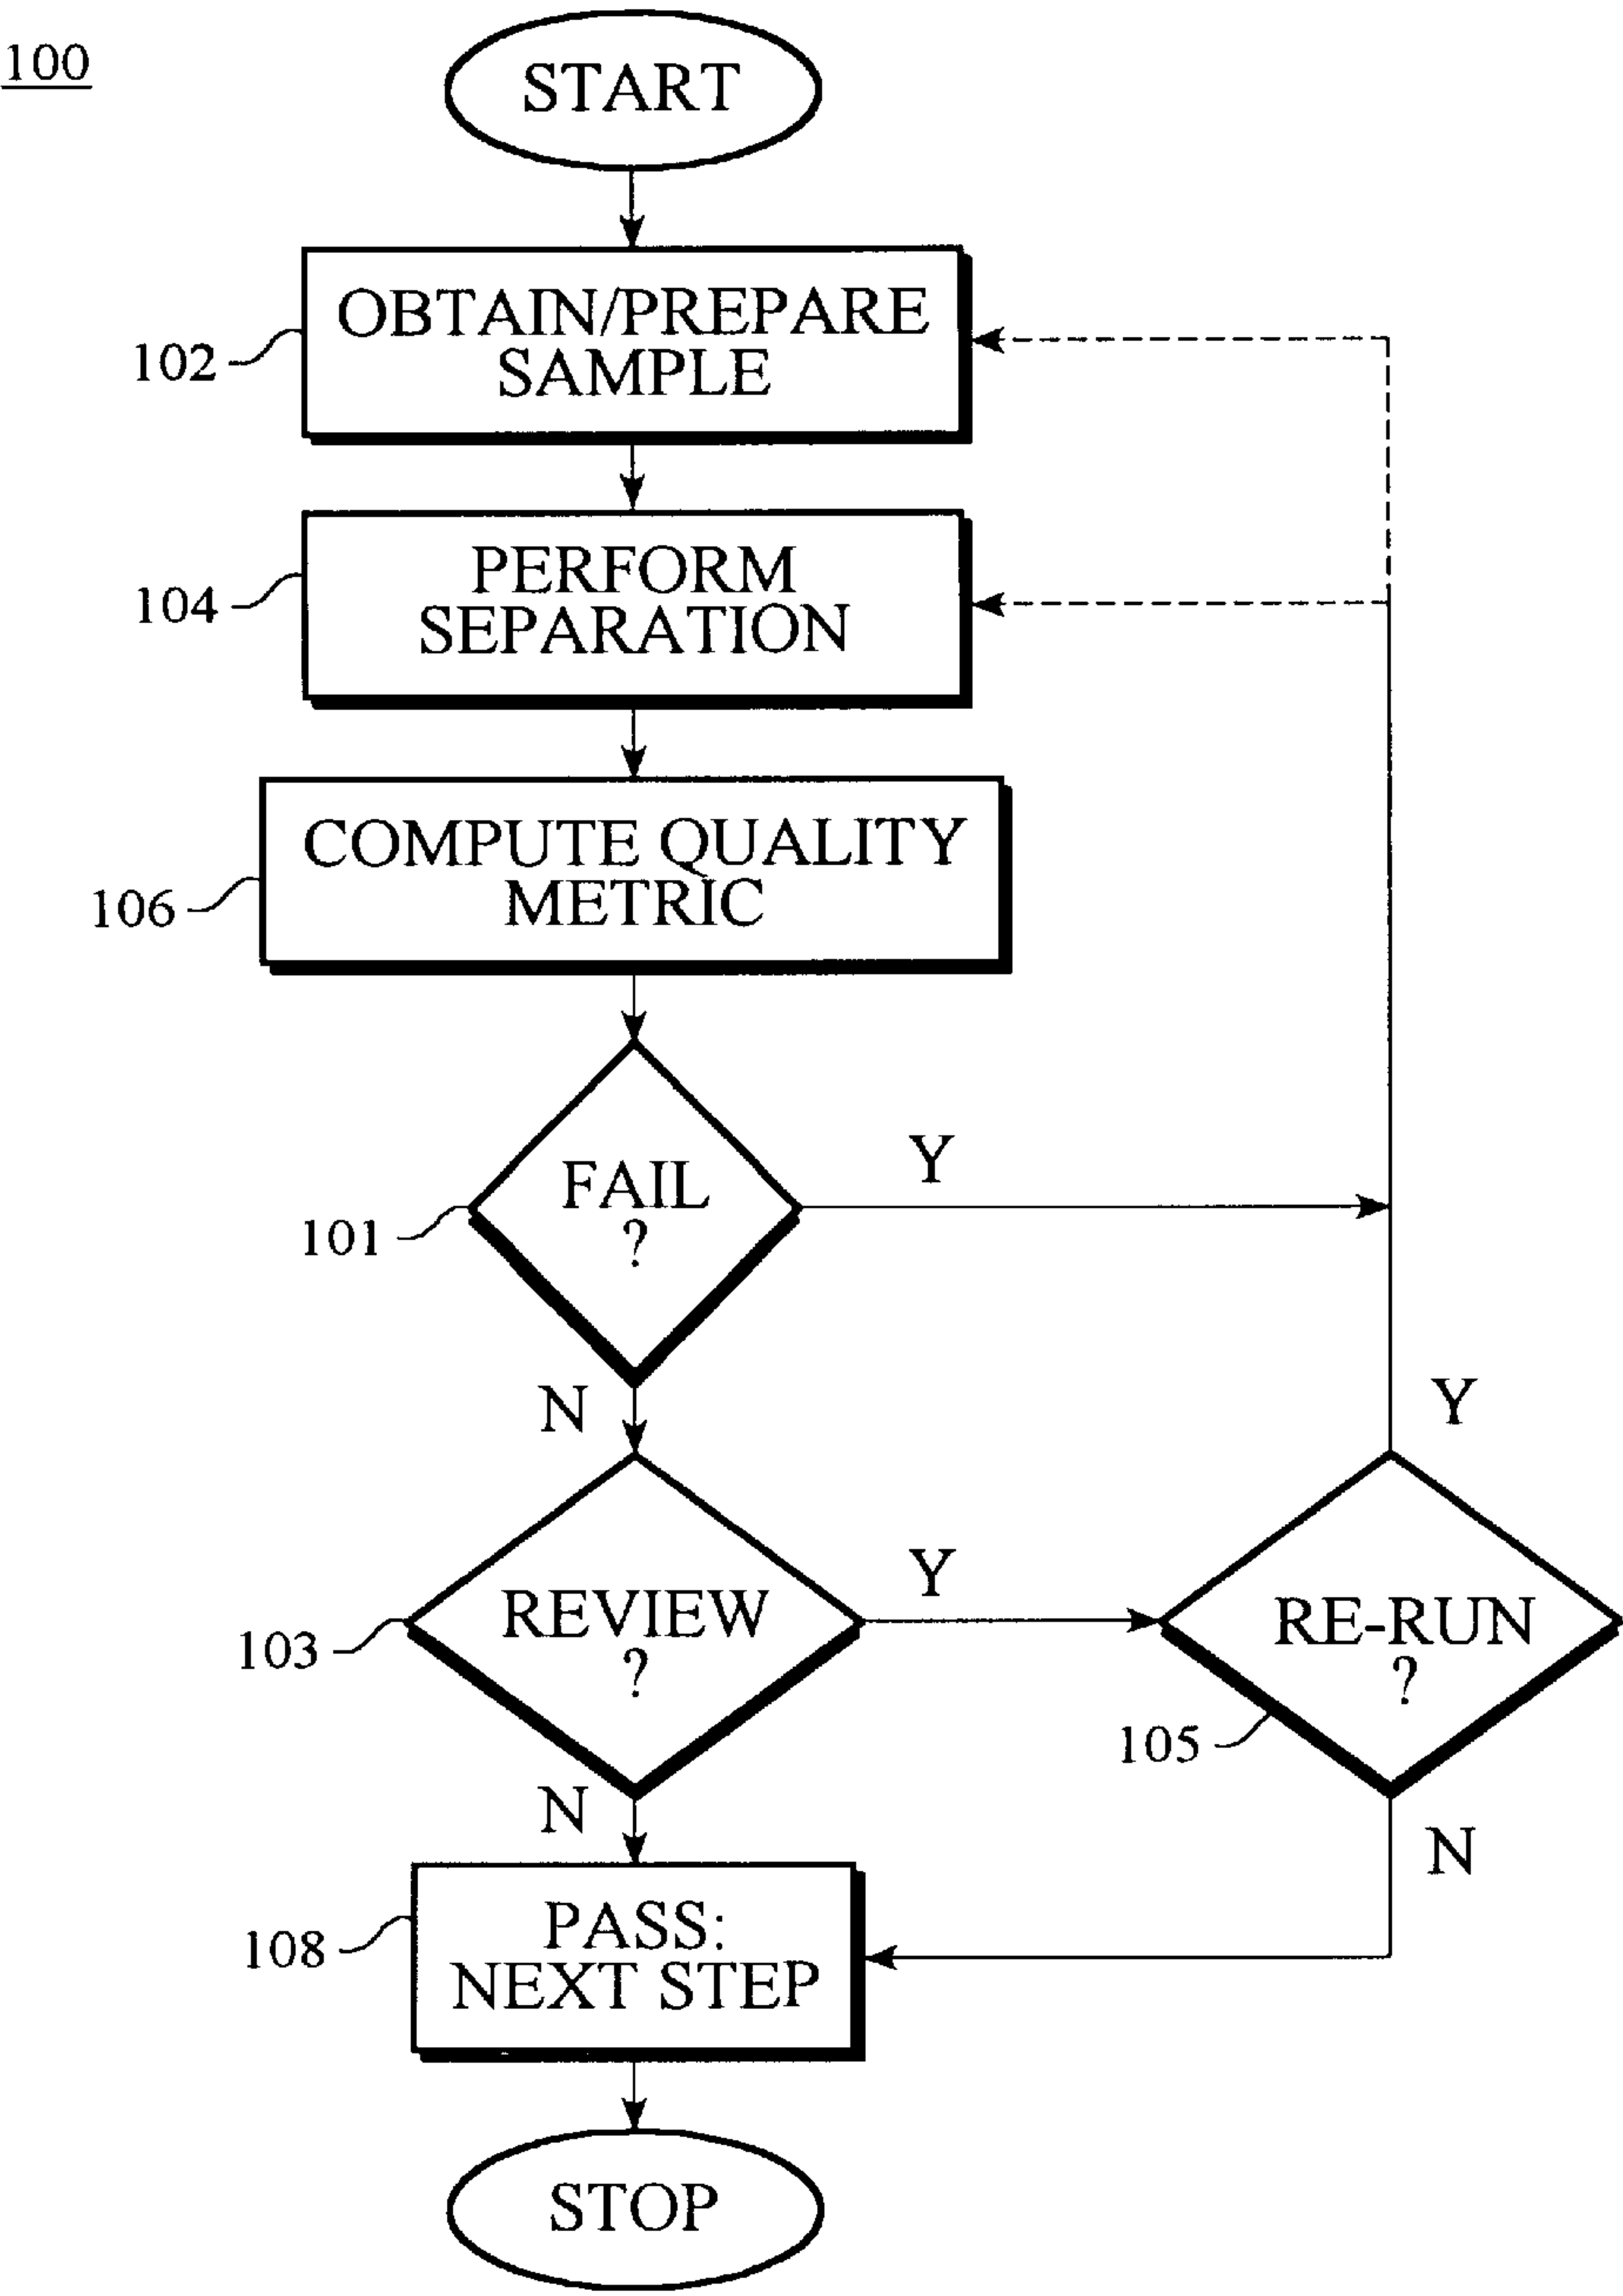 100
START
OBTAIN/PREPARE
SAMPLE
102
PERFORM
SEPARATION
104
COMPUTE QUALITY
METRIC
106
FAIL
?
101
Y
N
Y
REVIEW
?
103
Y
RE-RUN
?
105
N
N
PASS:
NEXT STEP
108
STOP